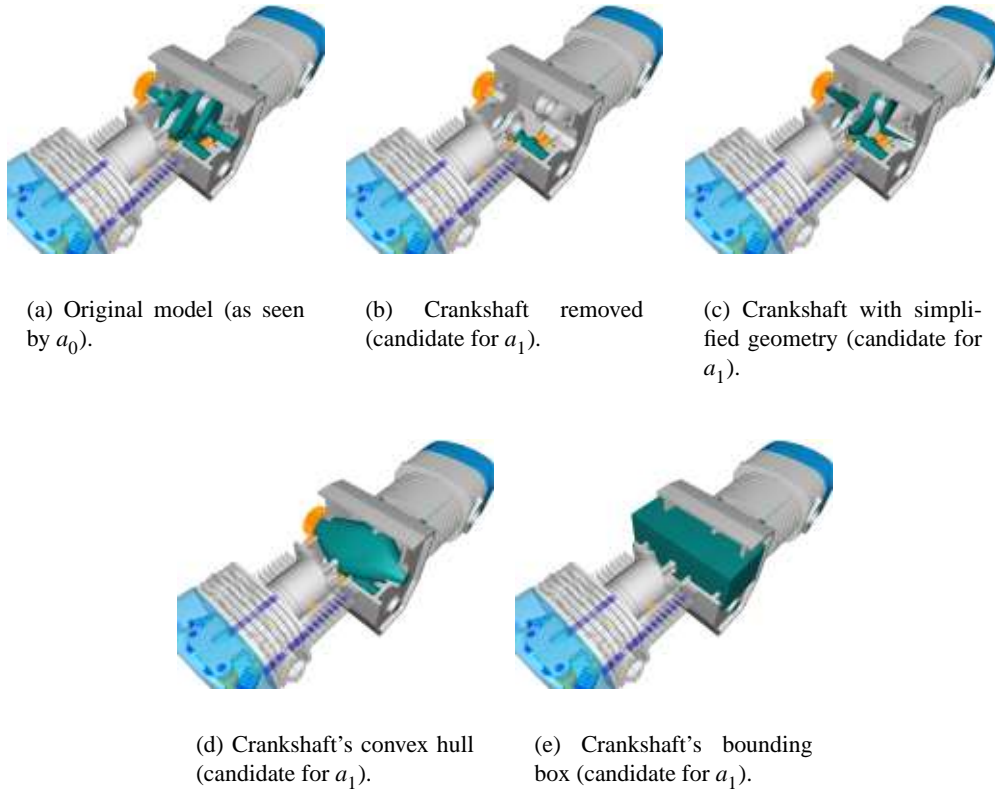 (a) Original model (as seen
by a0).
(b) Crankshaft removed
(candidate for a1).
(c) Crankshaft with simpli-
fied geometry (candidate for
a1).
(d) Crankshaft's convex hull
(candidate for a1).
(e) Crankshaft's bounding
box (candidate for a1).